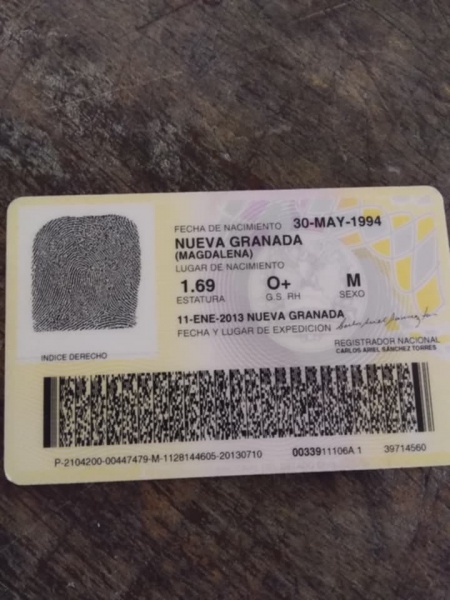 FECHA DE NACIMIENTO 30-MAY-1994
NUEVA GRANADA
(MAGDALENA)
LUGAR DE NACIMIENTO
1.69 O+ M
ESTATURA G.S. RH SEXO
11-ENE-2013 NUEVA GRANADA
FECHA Y LUGAR DE EXPEDICION
REGISTRADOR NACIONAL
CARLOS ARIEL SÁNCHEZ TORRES
INDICE DERECHO
P-2104200-00447479-M-1128144605-20130710 0033911106A 1 39714560